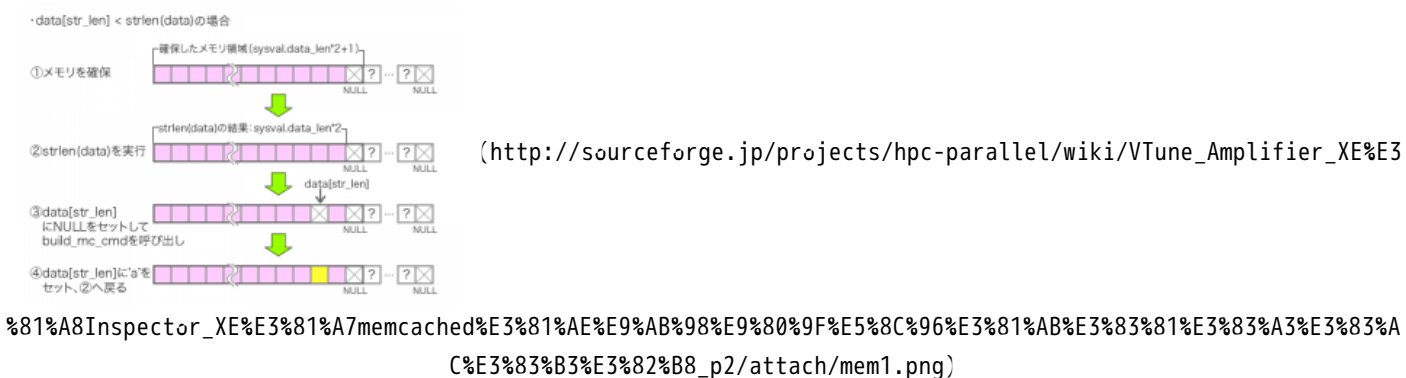 ・data[str_len] < strlen(data)の場合
確保したメモリ領域(sysval.data_len*2+1)
①メモリを確保
? … ?
NULL NULL
strlen(data)の結果:sysval.data_len*2
②strlen(data)を実行
? … ?
NULL NULL
data[str_len]
③data[str_len]
にNULLをセットして
build_mc_cmdを呼び出し
? … ?
NULL NULL
④data[str_len]に"a"を
セット、②へ戻る
? … ?
NULL NULL
(http://sourceforge.jp/projects/hpc-parallel/wiki/VTune_Amplifier_XE%E3
%81%A8Inspector_XE%E3%81%A7memcached%E3%81%AE%E9%AB%98%E9%80%9F%E5%8C%96%E3%81%AB%E3%83%81%E3%83%A3%E3%83%A
C%E3%83%B3%E3%82%B8_p2/attach/mem1.png)